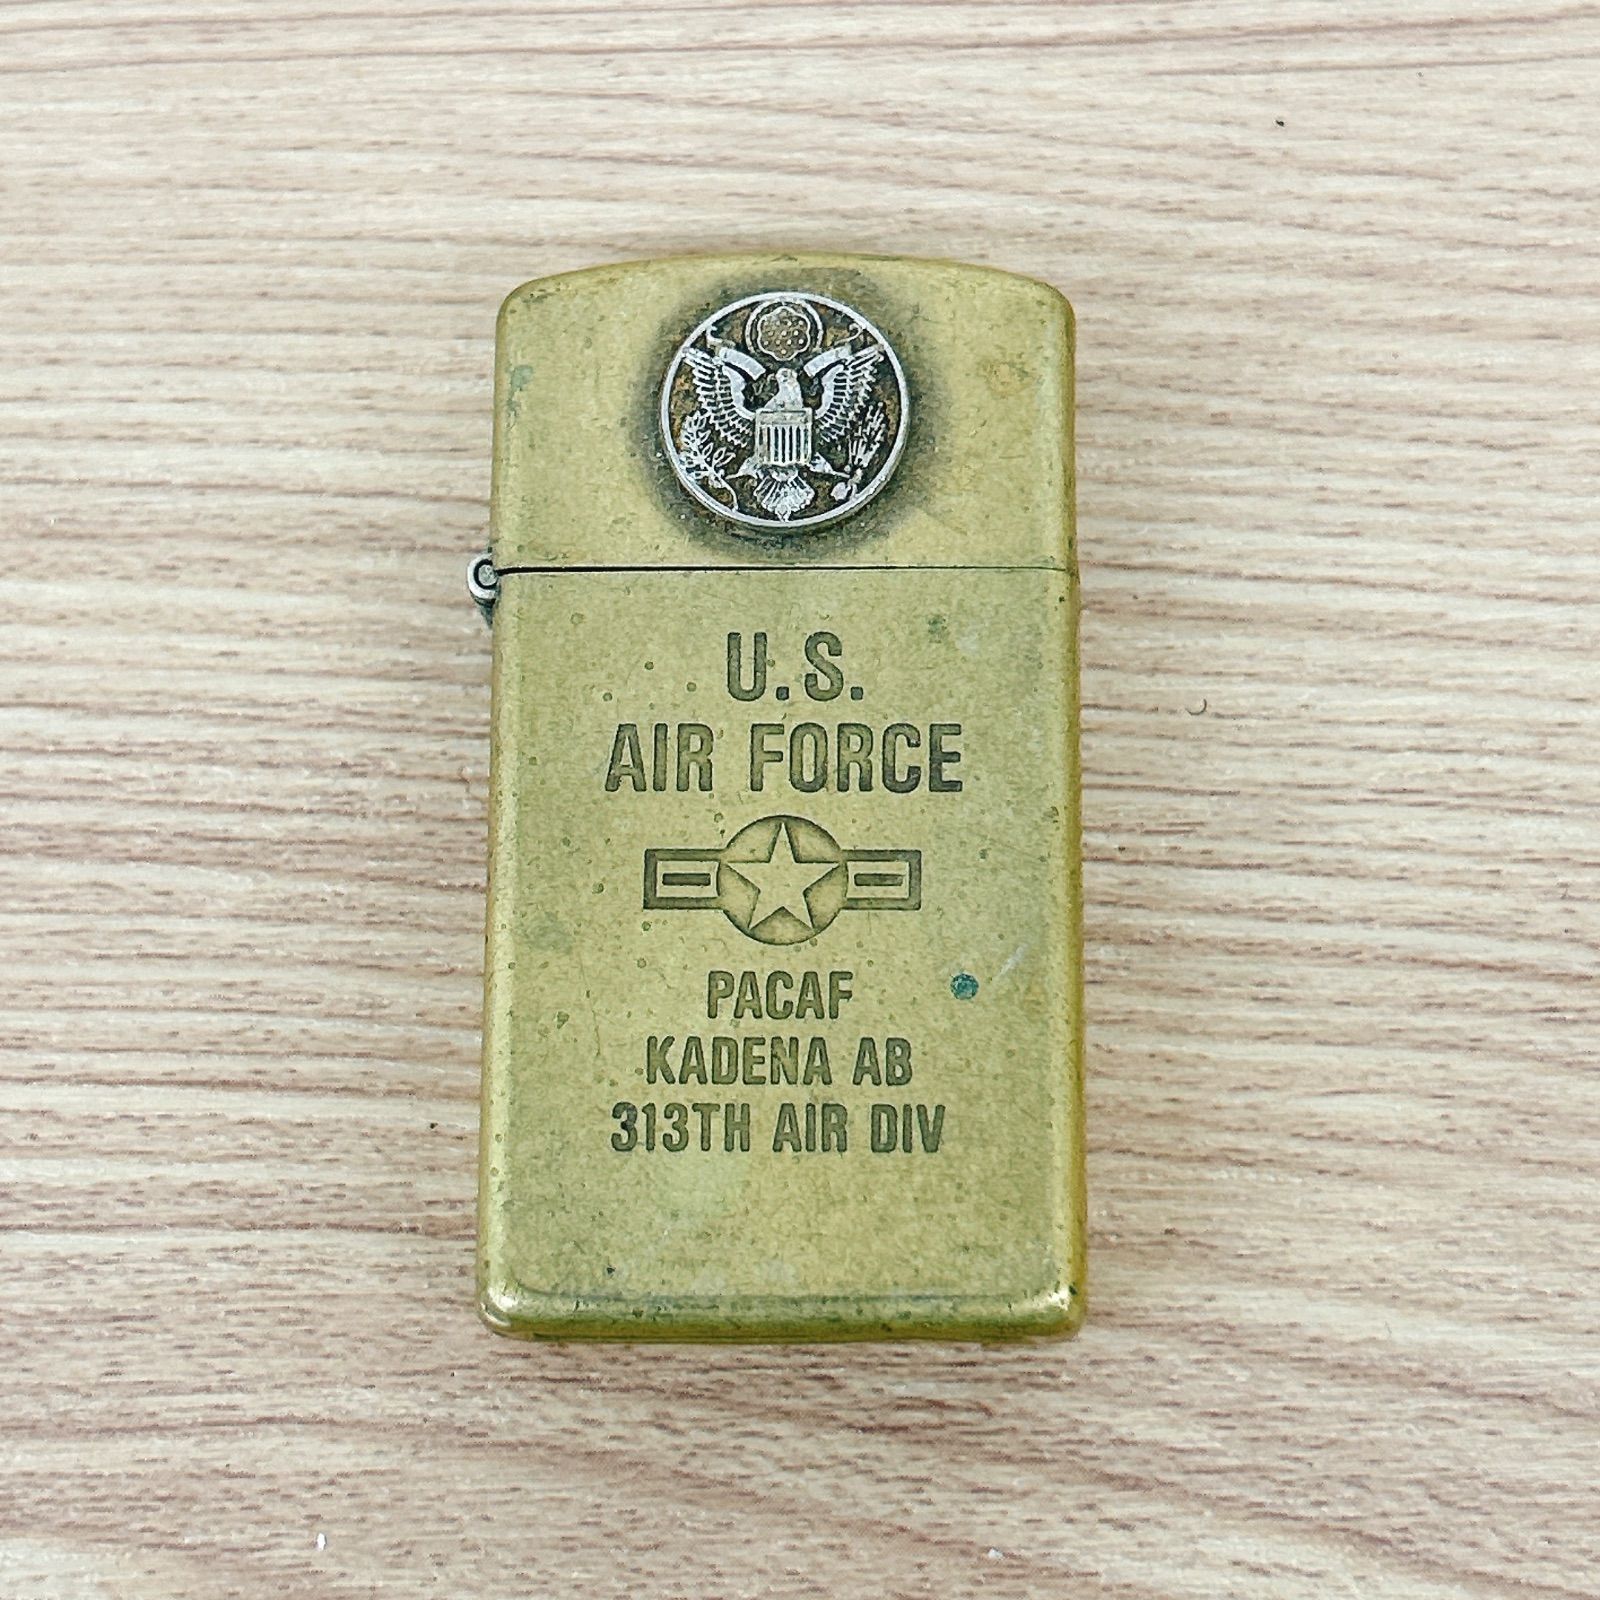 U.S.
AIR FORCE
PACAF
KADENA AB
313TH AIR DIV